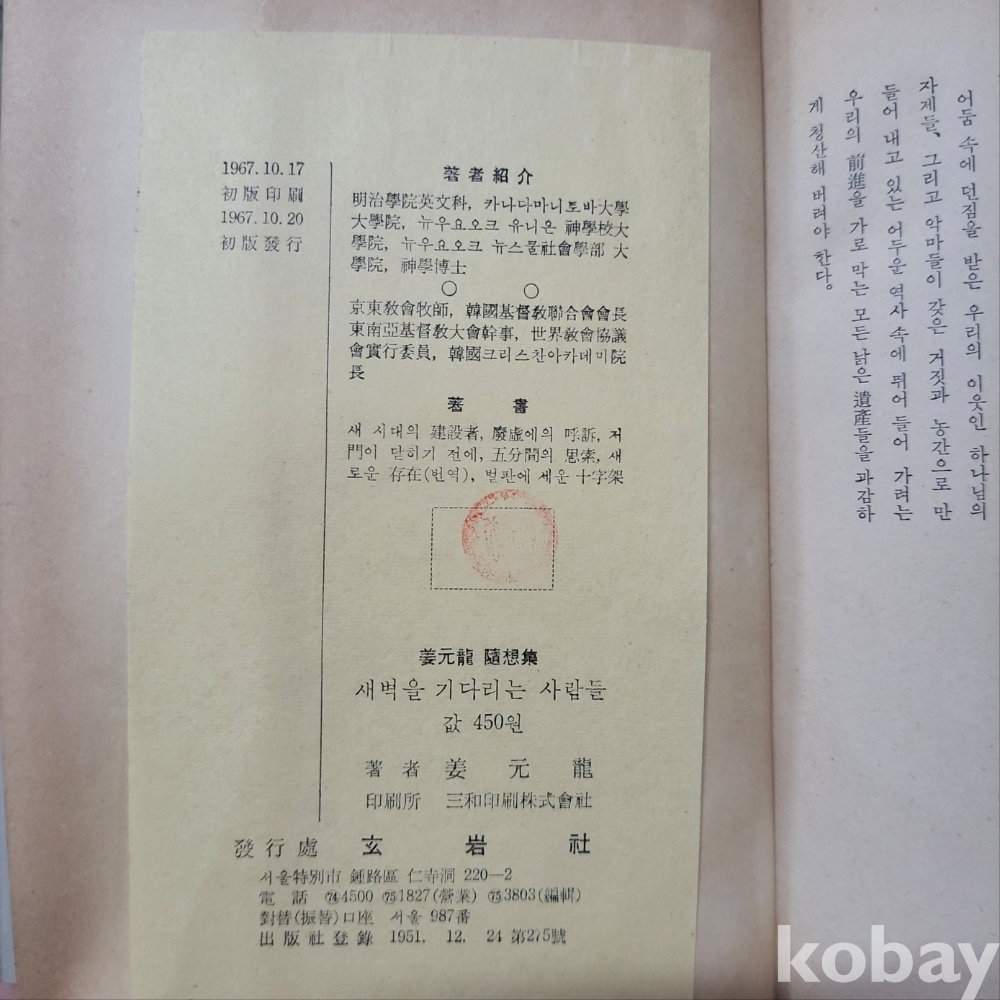 1967. 10. 17
初版印刷
1967. 10. 20
初版發行
著者紹介
明治學院英文科, 카나다마니토바大學
大學院, 뉴우요오크 유니온 神學校大
學院, 뉴우요오크 뉴스쿨社會學部 大
學院, 神學博士
○ ○
京東敎會牧師, 韓國基督敎聯合會會長
東南亞基督敎大會幹事, 世界敎會協議
會實行委員, 韓國크리스챤아카데미院
長
著 書
새 시대의 建設者, 廢虛에의 呼訴, 저
門이 닫히기 전에, 五分間의 思索, 새
로운 存在(번역), 벌판에 세운 十字架
姜元龍 隨想集
새벽을 기다리는 사람들
값 450원
著者 姜元龍
印刷所 三和印刷株式會社
發行處 玄岩社
서울特別市 鍾路區 仁寺洞 220—2
電話 ㉔4500 ㉕1827(營業) ㉕3803(編輯)
對替(振替)口座 서울 987番
出版社登錄 1951. 12. 24 第275號
어둠 속에 던짐을 받은 우리의 이웃인 하나님의
자제들, 그리고 악마들이 갖은 거짓과 농간으로 만
들어 내고 있는 어두운 역사 속에 뛰어 들어 가려는
우리의 前進을 가로 막는 모든 낡은 遺產들을 과감하
게 청산해 버려야 한다.
kobay